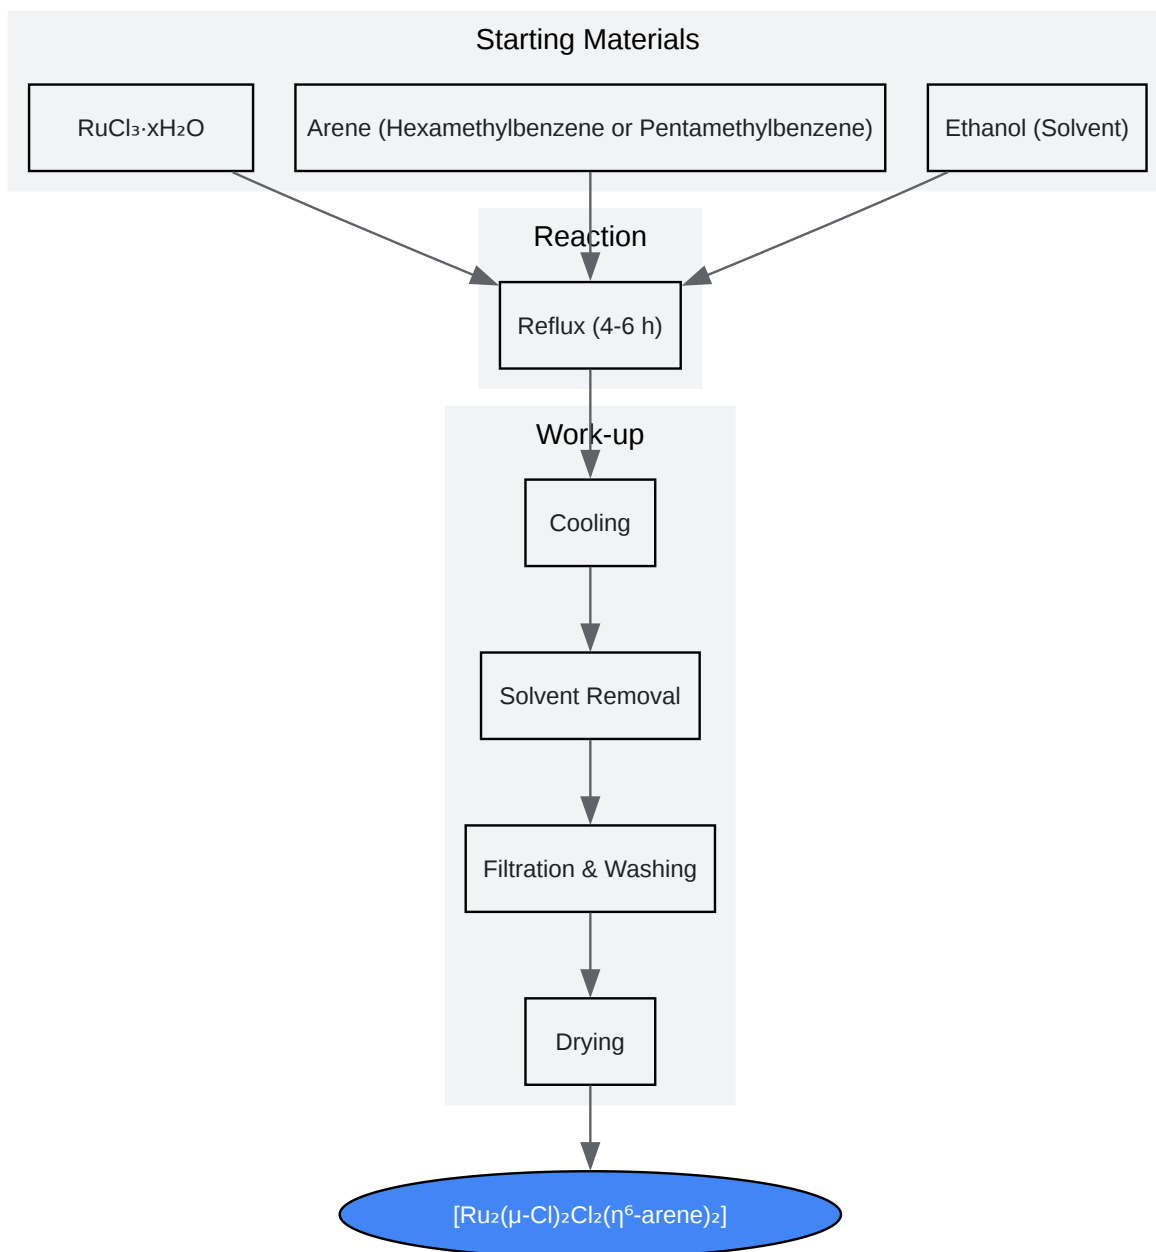 Starting Materials
RuCl₃·xH₂O
Arene (Hexamethylbenzene or Pentamethylbenzene)
Ethanol (Solvent)
Reaction
Reflux (4-6 h)
Work-up
Cooling
Solvent Removal
Filtration & Washing
Drying
[Ru₂(μ-Cl)₂Cl₂(η⁶-arene)₂]